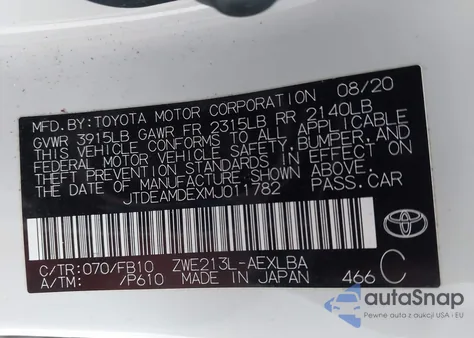 MFD.BY:TOYOTA MOTOR CORPORATION 08/20
GVWR 3915LB GAWR FR 2315LB RR 2140LB
THIS VEHICLE CONFORMS TO ALL APPLICABLE
FEDERAL MOTOR VEHICLE SAFETY, BUMPER, AND
THEFT PREVENTION STANDARDS IN EFFECT ON
THE DATE OF MANUFACTURE SHOWN ABOVE.
JTDEAMDEXMJ011782 PASS.CAR
C/TR:070/FB10 ZWE213L-AEXLBA
A/TM: /P610 MADE IN JAPAN 466 C
TOYOTA
autoSnap
Pewne auta z aukcji z USA i EU